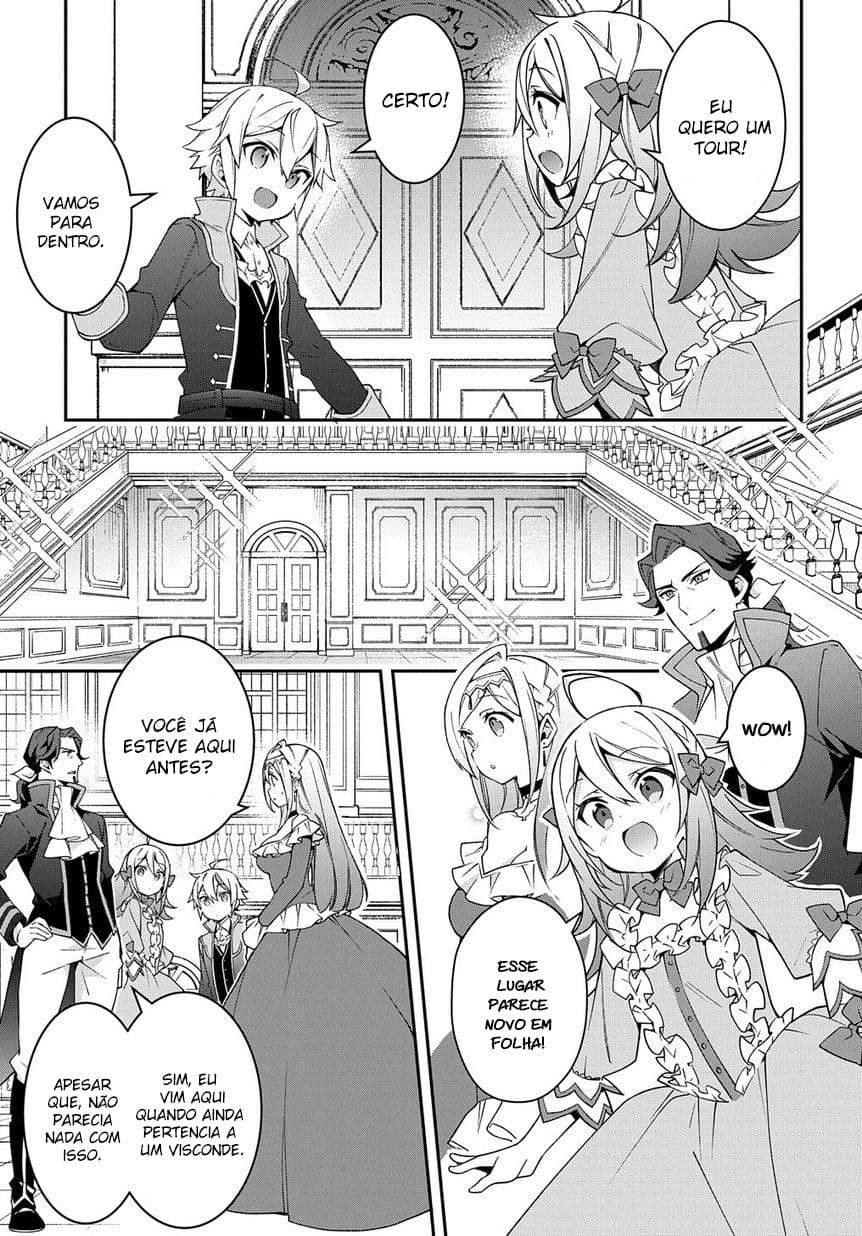 EU
QUERO UM
TOUR!
CERTO!
VAMOS
PARA
DENTRO.
WOW!
ESSE
LUGAR
PARECE
NOVO EM
FOLHA!
VOCÊ JÁ
ESTEVE AQUI
ANTES?
SIM, EU
VIM AQUI
QUANDO AINDA
PERTENCIA A
UM VISCONDE.
APESAR
QUE, NÃO
PARECIA
NADA COM
ISSO.